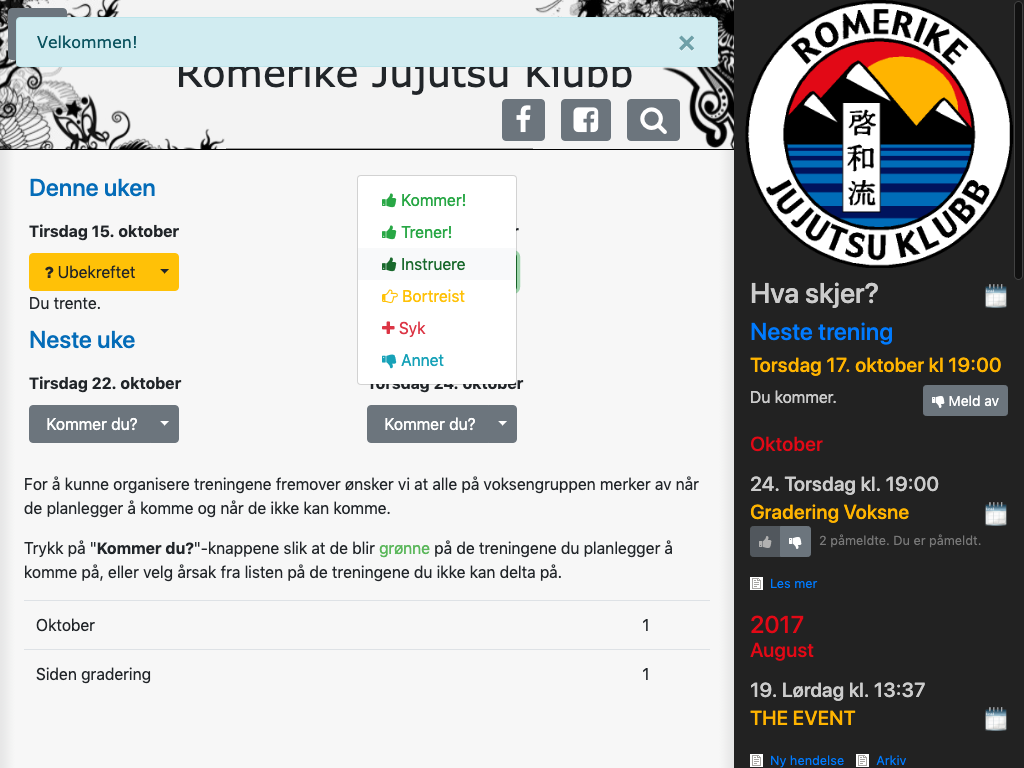 Velkommen!
×
Romerike Jujutsu Klubb
Denne uken
Tirsdag 15. oktober
? Ubekreftet
Du trente.
Kommer!
Trener!
Instruere
Bortreist
Syk
Annet
Neste uke
Tirsdag 22. oktober
Torsdag 24. oktober
Kommer du?
Kommer du?
For å kunne organisere treningene fremover ønsker vi at alle på voksengruppen merker av når
de planlegger å komme og når de ikke kan komme.
Trykk på "Kommer du?"-knappene slik at de blir grønne på de treningene du planlegger å
komme på, eller velg årsak fra listen på de treningene du ikke kan delta på.
Oktober 1
Siden gradering 1
ROMERIKE
啓和流
JUJUTSU KLUBB
Hva skjer?
Neste trening
Torsdag 17. oktober kl 19:00
Du kommer.
Meld av
Oktober
24. Torsdag kl. 19:00
Gradering Voksne
2 påmeldte. Du er påmeldt.
Les mer
2017
August
19. Lørdag kl. 13:37
THE EVENT
Ny hendelse Arkiv